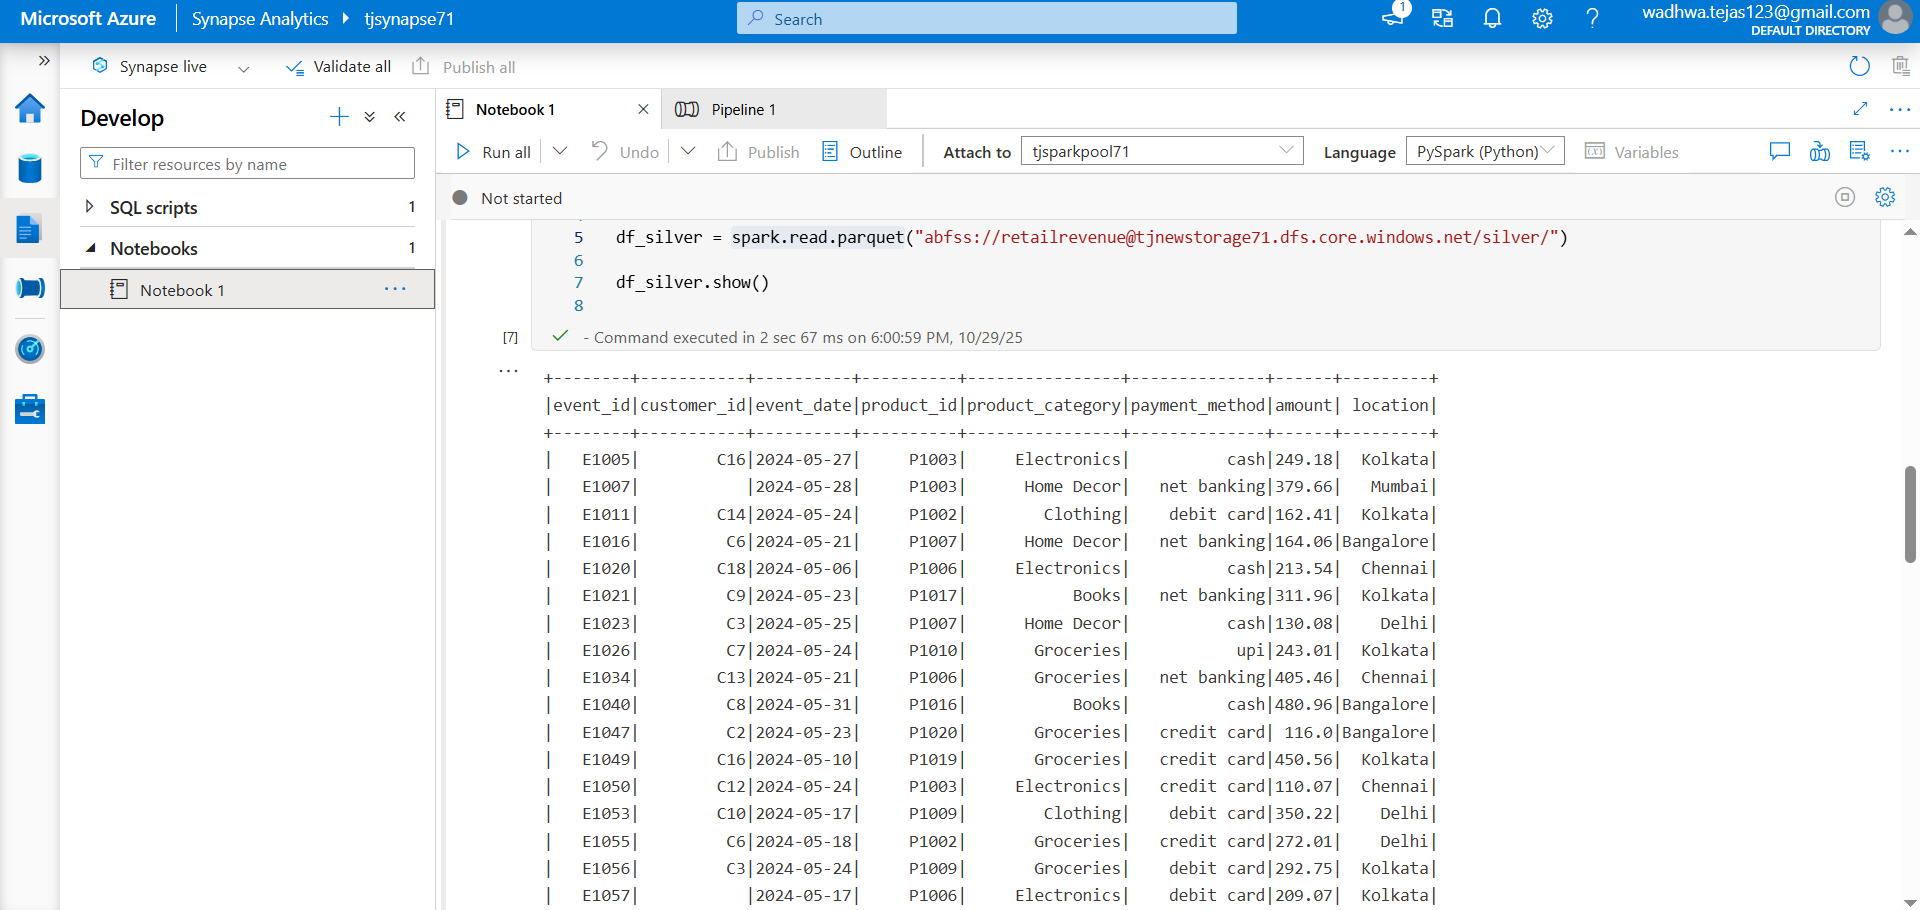 Microsoft Azure | Synapse Analytics tjsynapse71 Search 1 wadhwa.tejas123@gmail.com
DEFAULT DIRECTORY
Synapse live Validate all Publish all
Develop
Filter resources by name
SQL scripts 1
Notebooks 1
Notebook 1 ...
Notebook 1 Pipeline 1
Run all Undo Publish Outline Attach to tjsparkpool71 Language PySpark (Python) Variables
Not started
5 df_silver = spark.read.parquet("abfss://retailrevenue@tjnewstorage71.dfs.core.windows.net/silver/")
6
7 df_silver.show()
8
[7] - Command executed in 2 sec 67 ms on 6:00:59 PM, 10/29/25
...
+--------+-----------+----------+----------+----------------+--------------+------+---------+
|event_id|customer_id|event_date|product_id|product_category|payment_method|amount| location|
+--------+-----------+----------+----------+----------------+--------------+------+---------+
| E1005| C16|2024-05-27| P1003| Electronics| cash|249.18| Kolkata|
| E1007| |2024-05-28| P1003| Home Decor| net banking|379.66| Mumbai|
| E1011| C14|2024-05-24| P1002| Clothing| debit card|162.41| Kolkata|
| E1016| C6|2024-05-21| P1007| Home Decor| net banking|164.06|Bangalore|
| E1020| C18|2024-05-06| P1006| Electronics| cash|213.54| Chennai|
| E1021| C9|2024-05-23| P1017| Books| net banking|311.96| Kolkata|
| E1023| C3|2024-05-25| P1007| Home Decor| cash|130.08| Delhi|
| E1026| C7|2024-05-24| P1010| Groceries| upi|243.01| Kolkata|
| E1034| C13|2024-05-21| P1006| Groceries| net banking|405.46| Chennai|
| E1040| C8|2024-05-31| P1016| Books| cash|480.96|Bangalore|
| E1047| C2|2024-05-23| P1020| Groceries| credit card| 116.0|Bangalore|
| E1049| C16|2024-05-10| P1019| Groceries| credit card|450.56| Kolkata|
| E1050| C12|2024-05-24| P1003| Electronics| credit card|110.07| Chennai|
| E1053| C10|2024-05-17| P1009| Clothing| debit card|350.22| Delhi|
| E1055| C6|2024-05-18| P1002| Groceries| credit card|272.01| Delhi|
| E1056| C3|2024-05-24| P1009| Groceries| debit card|292.75| Kolkata|
| E1057| |2024-05-17| P1006| Electronics| debit card|209.07| Kolkata|